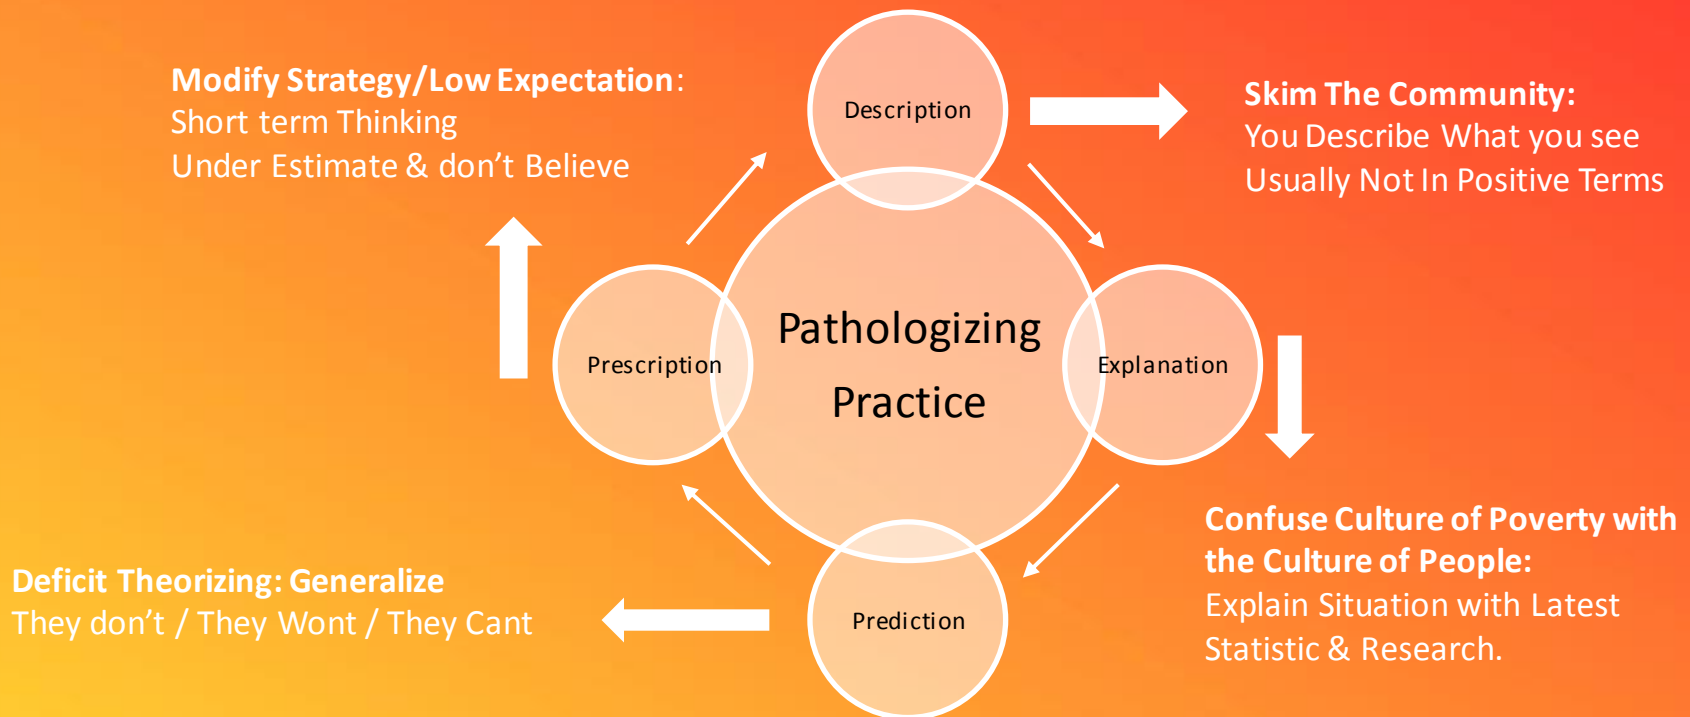 Modify Strategy/Low Expectation:
Short term Thinking
Under Estimate & don’t Believe
Description
Skim The Community:
You Describe What you see
Usually Not In Positive Terms
Pathologizing
Practice
Prescription
Explanation
Confuse Culture of Poverty with
the Culture of People:
Explain Situation with Latest
Statistic & Research.
Deficit Theorizing: Generalize
They don’t / They Wont / They Cant
Prediction